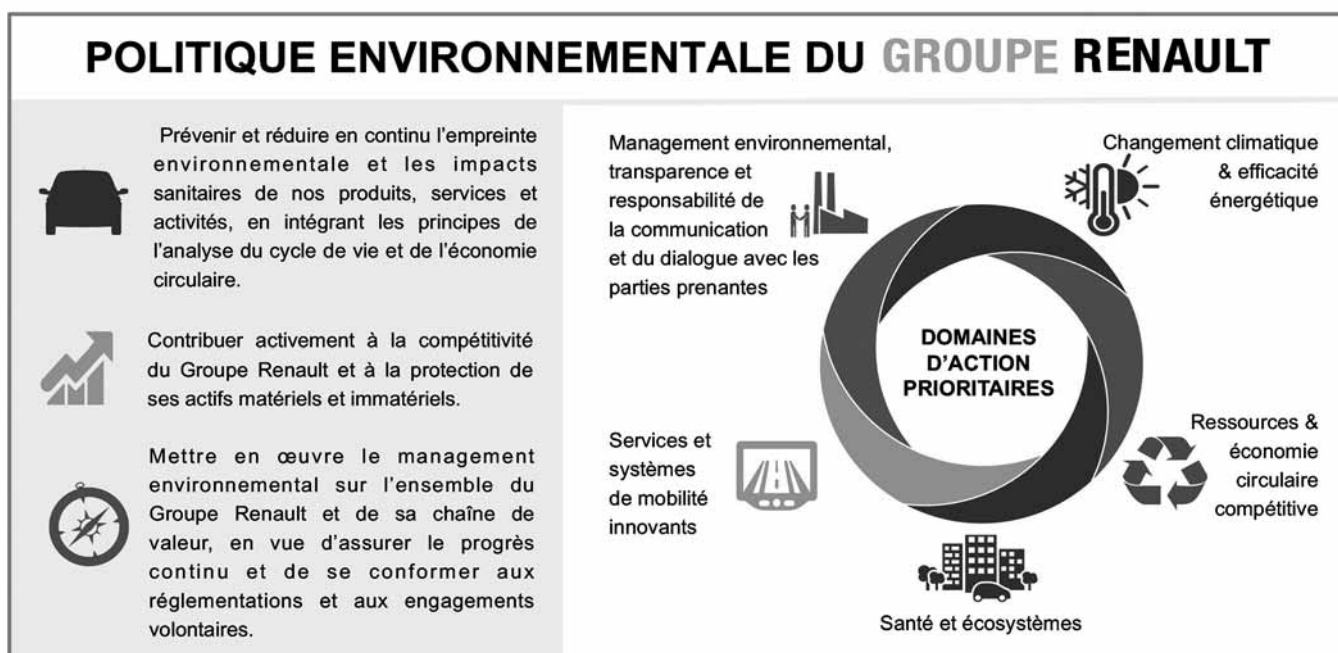 POLITIQUE ENVIRONNEMENTALE DU GROUPE RENAULT
Prévenir et réduire en continu l’empreinte
environnementale et les impacts
sanitaires de nos produits, services et
activités, en intégrant les principes de
l’analyse du cycle de vie et de l’économie
circulaire.
Contribuer activement à la compétitivité
du Groupe Renault et à la protection de
ses actifs matériels et immatériels.
Mettre en œuvre le management
environnemental sur l’ensemble du
Groupe Renault et de sa chaîne de
valeur, en vue d’assurer le progrès
continu et de se conformer aux
réglementations et aux engagements
volontaires.
Management environnemental,
transparence et
responsabilité de
la communication
et du dialogue avec les
parties prenantes
Changement climatique
& efficacité
énergétique
DOMAINES
D’ACTION
PRIORITAIRES
Services et
systèmes
de mobilité
innovants
Ressources &
économie
circulaire
compétitive
Santé et écosystèmes